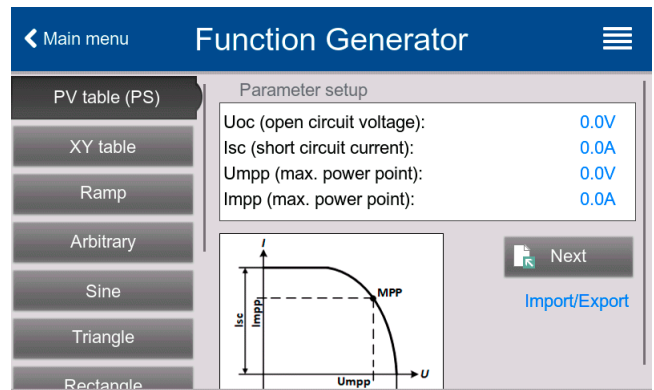 Main menu
Function Generator
PV table (PS)
XY table
Ramp
Arbitrary
Sine
Triangle
Rectangle
Parameter setup
Uoc (open circuit voltage): 0.0V
Isc (short circuit current): 0.0A
Umpp (max. power point): 0.0V
Impp (max. power point): 0.0A
I
MPP
Isc
Impp
Umpp
U
Next
Import/Export